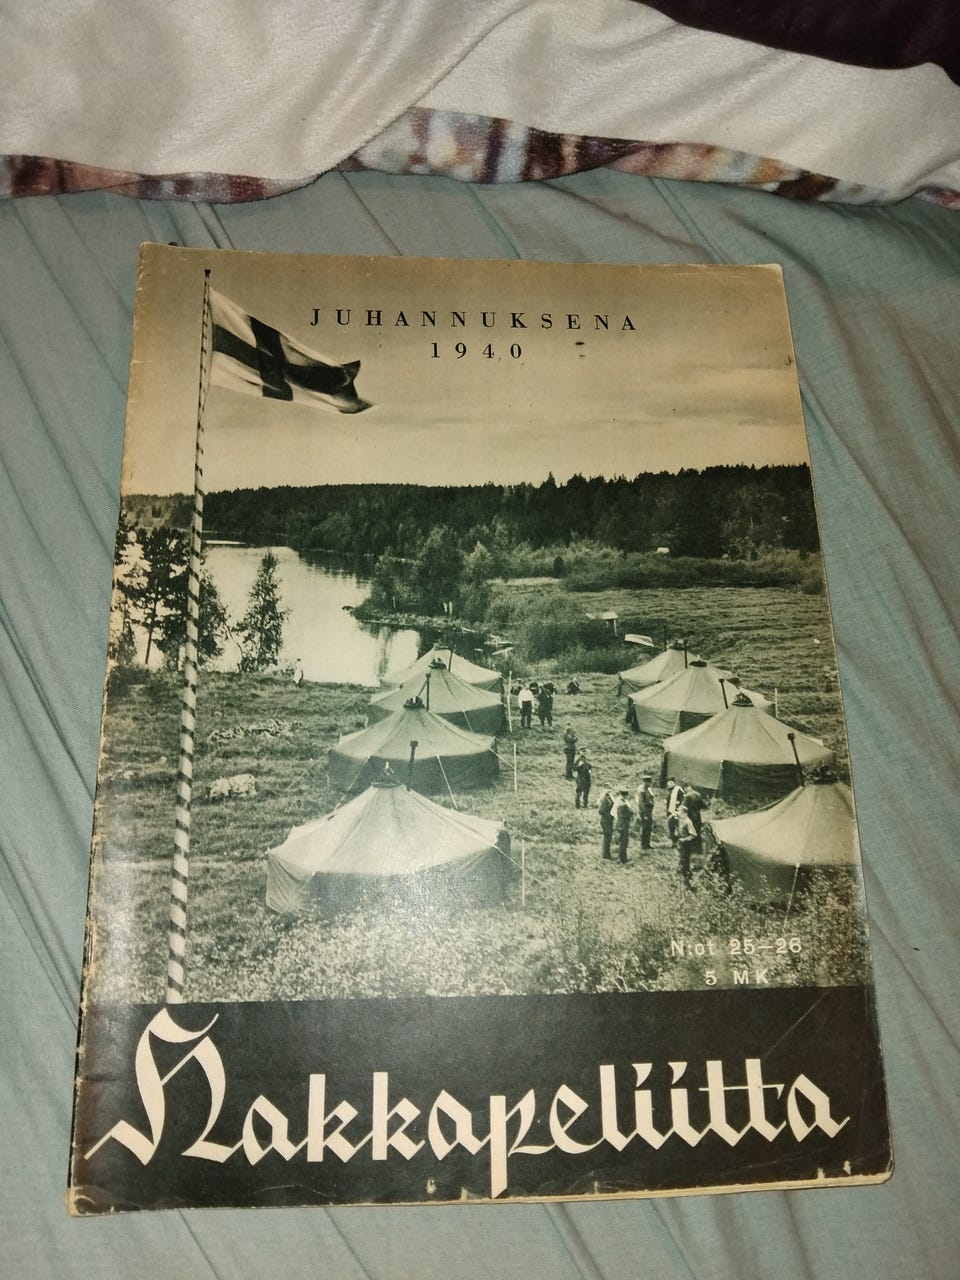 JUHANNUKSENA
1940
N:ot 25–26
5 MK
Hakkapeliitta